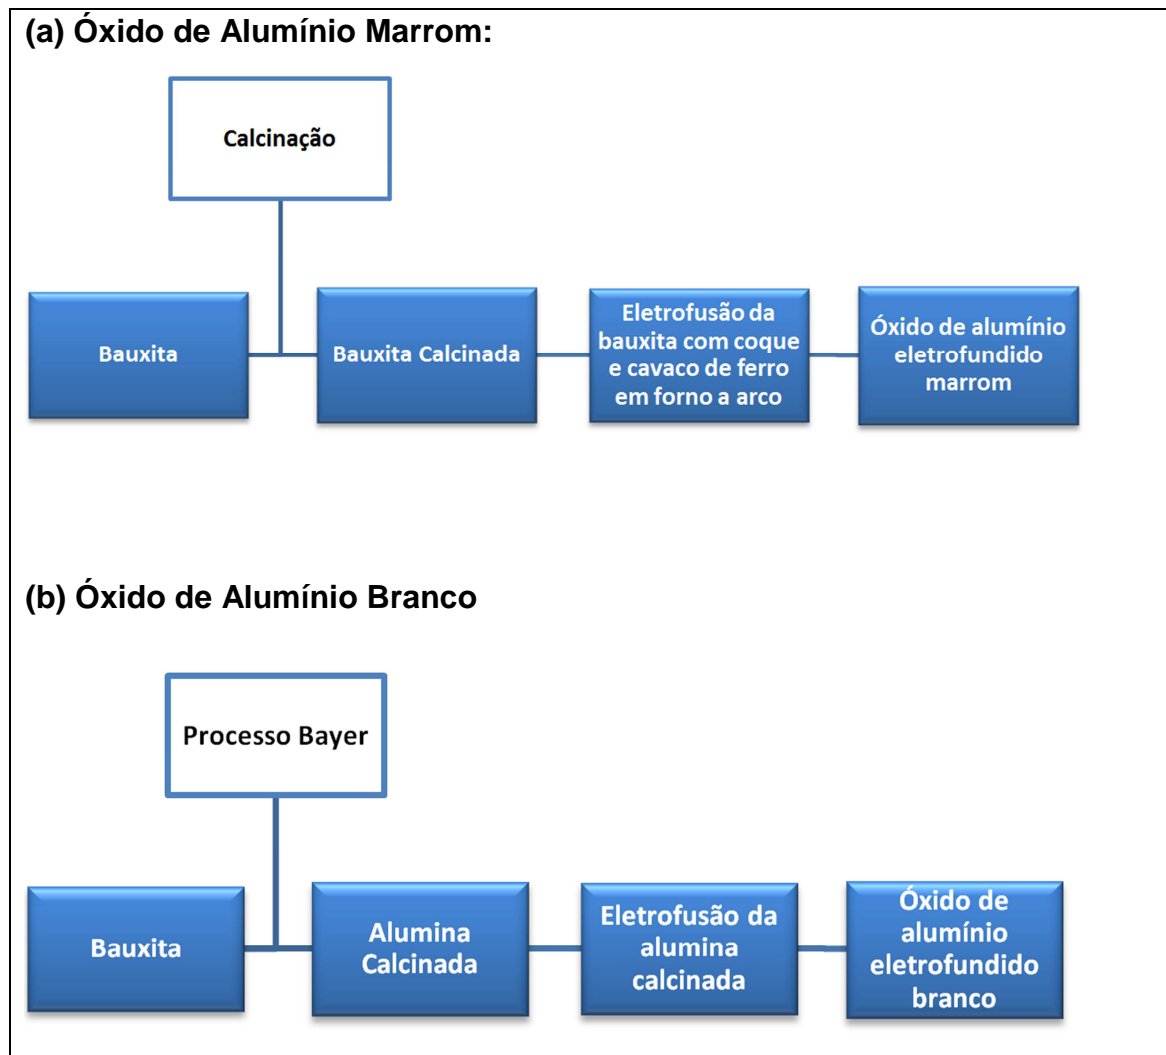 (a) Óxido de Alumínio Marrom:
Calcinação
Bauxita
Bauxita Calcinada
Eletrofusão da
bauxita com coque
e cavaco de ferro
em forno a arco
Óxido de alumínio
eletrofundido
marrom
(b) Óxido de Alumínio Branco
Processo Bayer
Bauxita
Alumina
Calcinada
Eletrofusão da
alumina
calcinada
Óxido de
alumínio
eletrofundido
branco